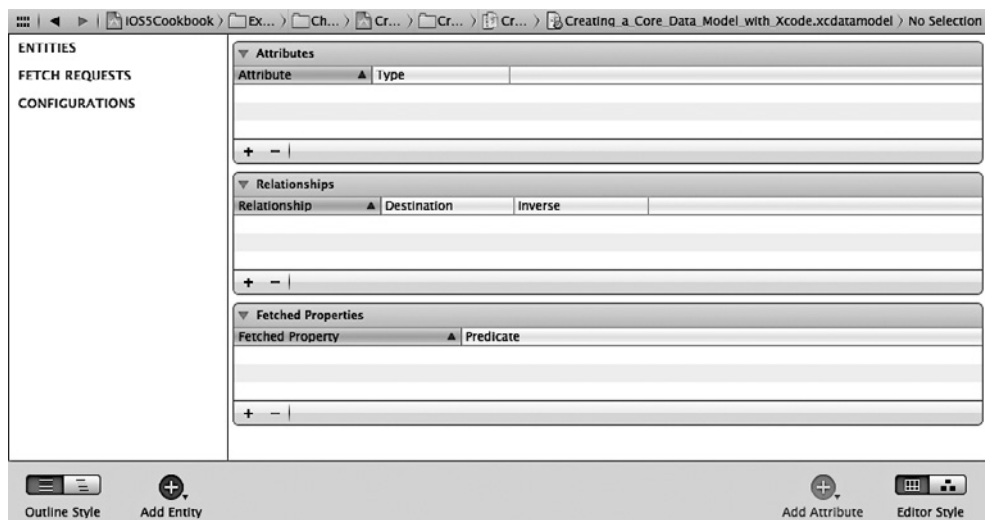 iOS5Cookbook Ex... Ch... Cr... Cr... Cr... Creating_a_Core_Data_Model_with_Xcode.xcdatamodel No Selection
ENTITIES
FETCH REQUESTS
CONFIGURATIONS
Attributes
Attribute Type
Relationships
Relationship Destination Inverse
Fetched Properties
Fetched Property Predicate
Outline Style Add Entity Add Attribute Editor Style